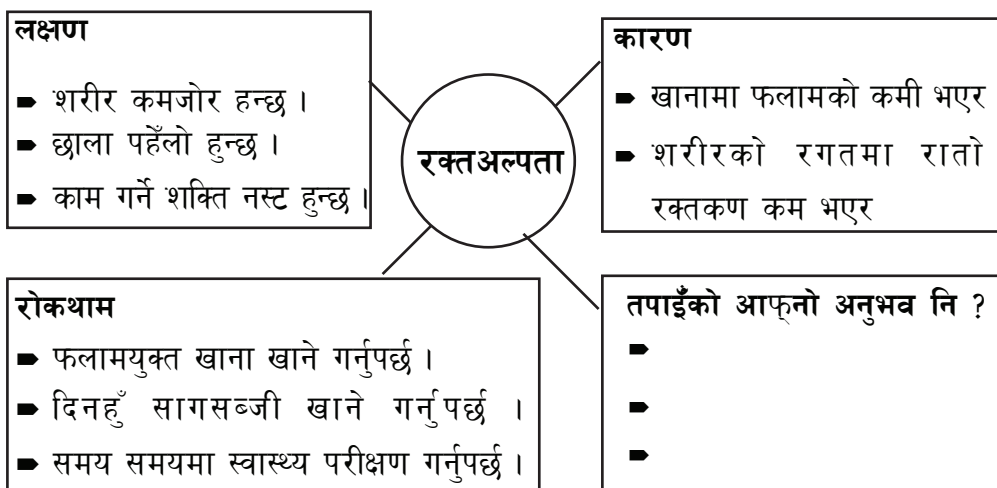 लक्षण
➨ शरीर कमजोर हन्छ ।
➨ छाला पहेँलो हुन्छ ।
➨ काम गर्ने शक्ति नस्ट हुन्छ ।
रक्तअल्पता
कारण
➨ खानामा फलामको कमी भएर
➨ शरीरको रगतमा रातो
रक्तकण कम भएर
रोकथाम
➨ फलामयुक्त खाना खाने गर्नुपर्छ ।
➨ दिनहुँ सागसब्जी खाने गर्नुपर्छ ।
➨ समय समयमा स्वास्थ्य परीक्षण गर्नुपर्छ ।
तपाइँको आफ्नो अनुभव नि ?
➨
➨
➨